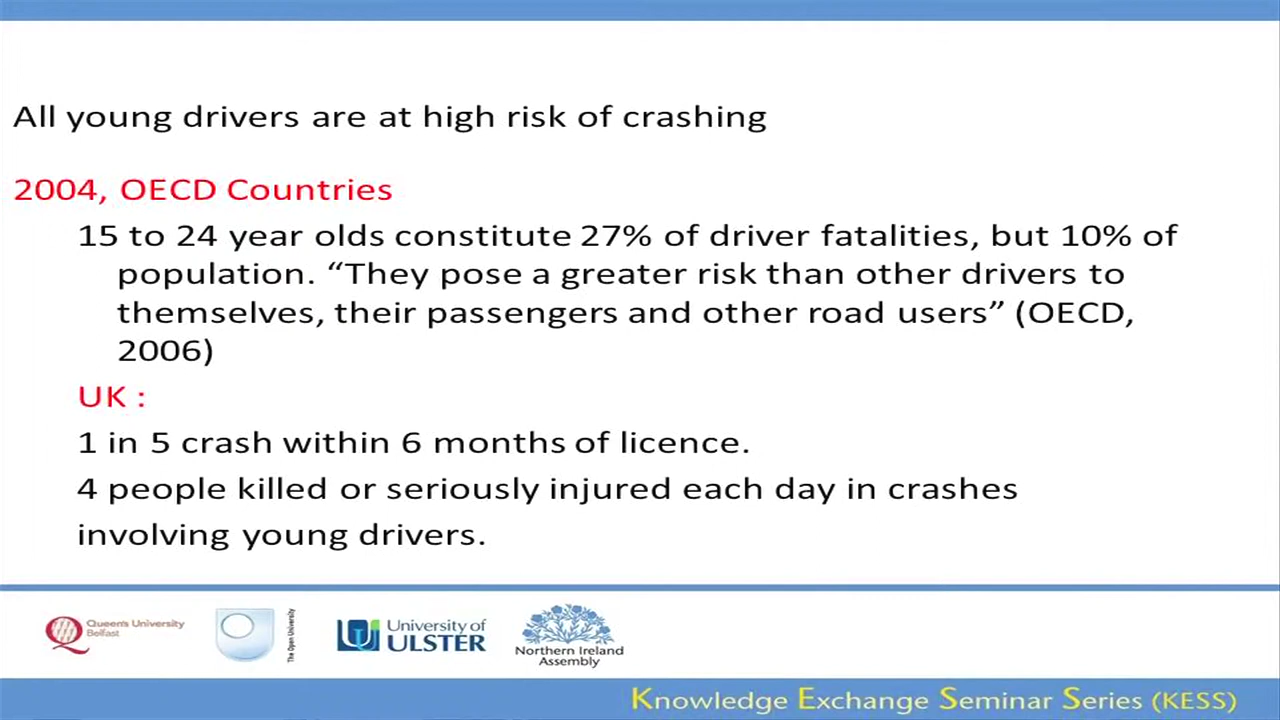 All young drivers are at high risk of crashing
2004, OECD Countries
15 to 24 year olds constitute 27% of driver fatalities, but 10% of
population. “They pose a greater risk than other drivers to
themselves, their passengers and other road users” (OECD,
2006)
UK :
1 in 5 crash within 6 months of licence.
4 people killed or seriously injured each day in crashes
involving young drivers.
Queen's University
Belfast
The Open University
University of
ULSTER
Northern Ireland
Assembly
Knowledge Exchange Seminar Series (KESS)